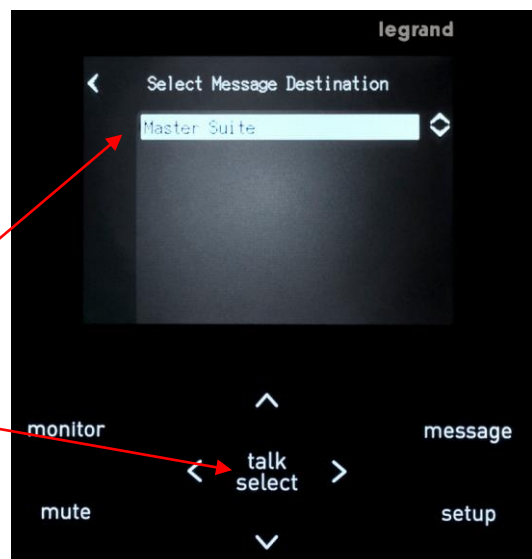 legrand
Select Message Destination
Master Suite
monitor
message
talk
select
mute
setup